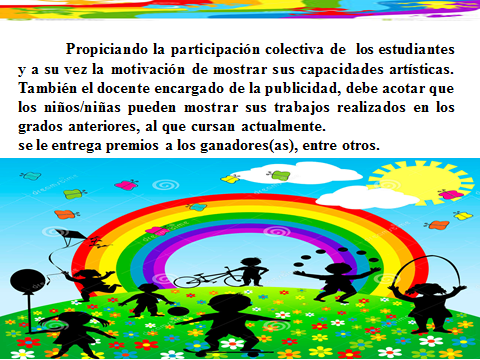 Propiciando la participación colectiva de los estudiantes
y a su vez la motivación de mostrar sus capacidades artísticas.
También el docente encargado de la publicidad, debe acotar que
los niños/niñas pueden mostrar sus trabajos realizados en los
grados anteriores, al que cursan actualmente.
se le entrega premios a los ganadores(as), entre otros.